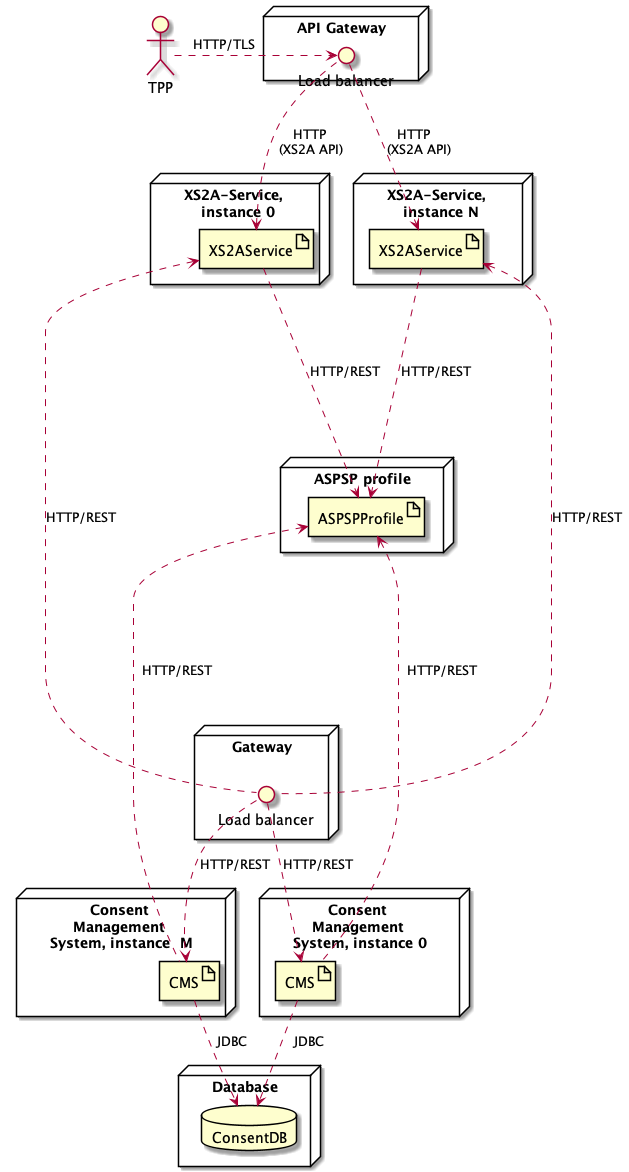 API Gateway
HTTP/TLS
Load balancer
TPP
HTTP
(XS2A API)
HTTP
(XS2A API)
XS2A-Service,
instance 0
XS2AService
XS2A-Service,
instance N
XS2AService
HTTP/REST
HTTP/REST
ASPSP profile
ASPSPProfile
HTTP/REST
HTTP/REST
HTTP/REST
HTTP/REST
Gateway
Load balancer
HTTP/REST
HTTP/REST
Consent
Management
System, instance M
CMS
Consent
Management
System, instance 0
CMS
JDBC
JDBC
Database
ConsentDB